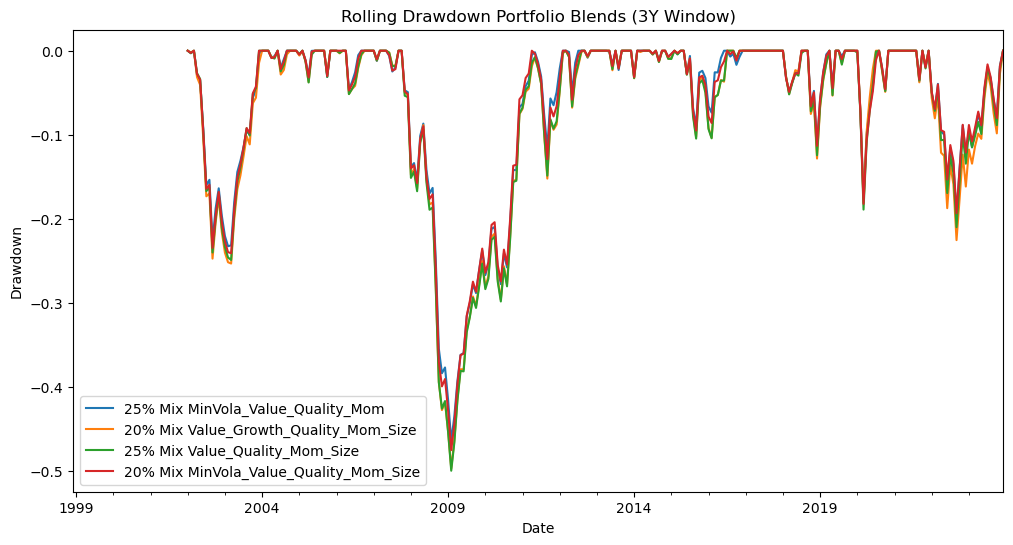 Rolling Drawdown Portfolio Blends (3Y Window)
0.0
−0.1
−0.2
−0.3
−0.4
−0.5
Drawdown
25% Mix MinVola_Value_Quality_Mom
20% Mix Value_Growth_Quality_Mom_Size
25% Mix Value_Quality_Mom_Size
20% Mix MinVola_Value_Quality_Mom_Size
1999
2004
2009
2014
2019
Date